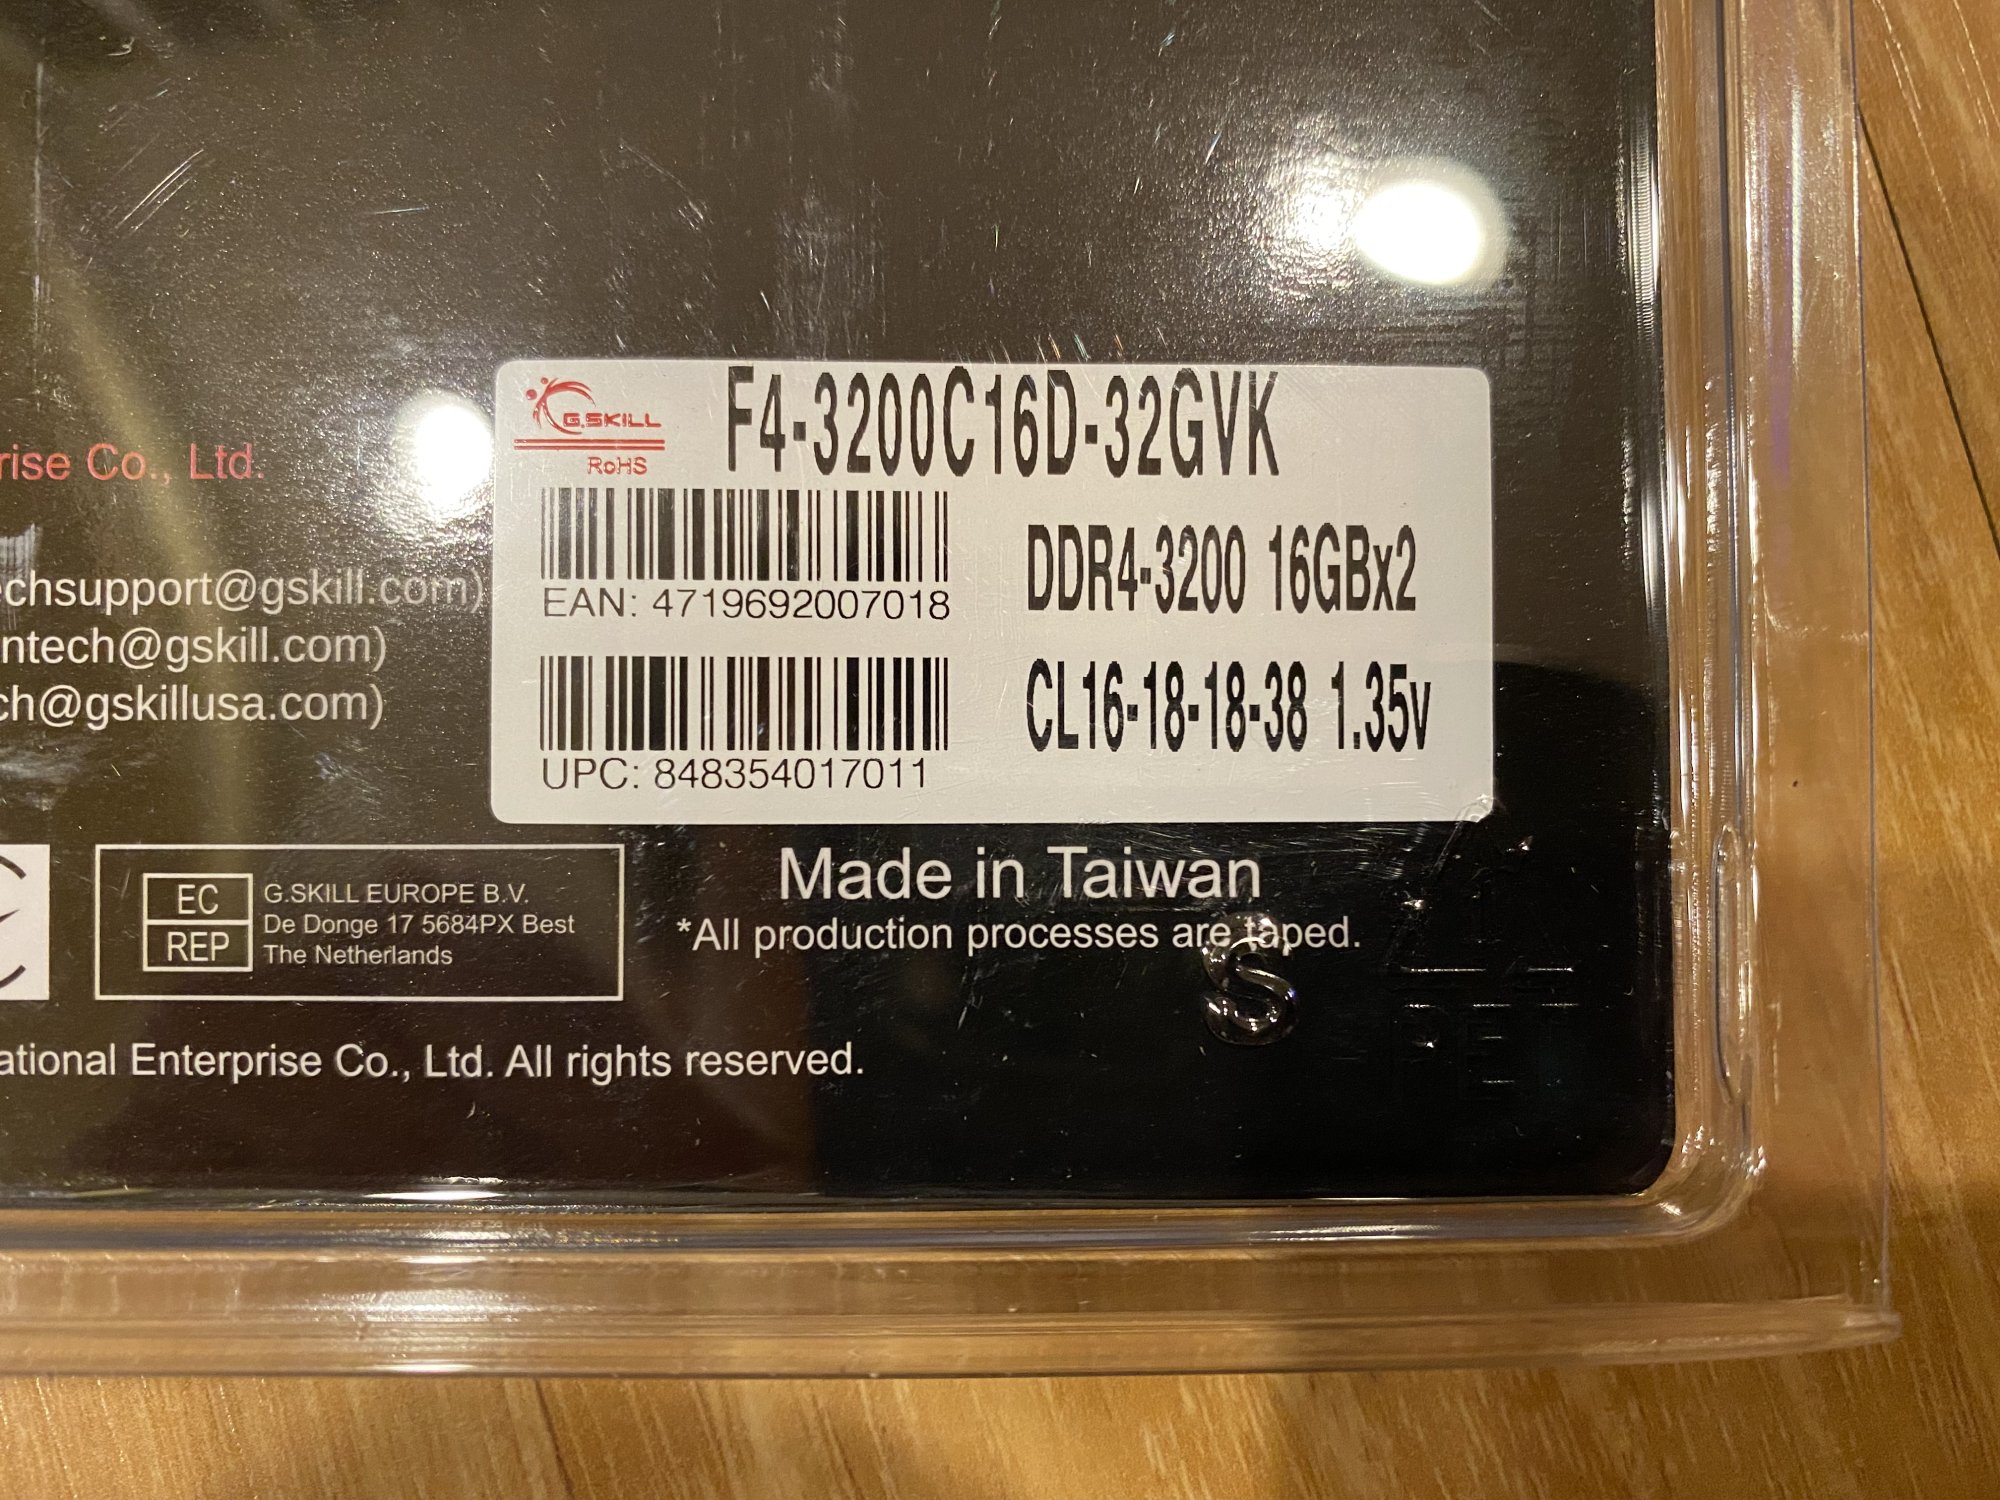 G.SKILL
RoHS
F4-3200C16D-32GVK
EAN: 4719692007018
DDR4-3200 16GBx2
UPC: 848354017011
CL16-18-18-38 1.35v
rise Co., Ltd.
echsupport@gskill.com)
ntech@gskill.com)
ch@gskillusa.com)
EC
REP
G.SKILL EUROPE B.V.
De Donge 17 5684PX Best
The Netherlands
Made in Taiwan
*All production processes are taped.
S
PET
ational Enterprise Co., Ltd. All rights reserved.